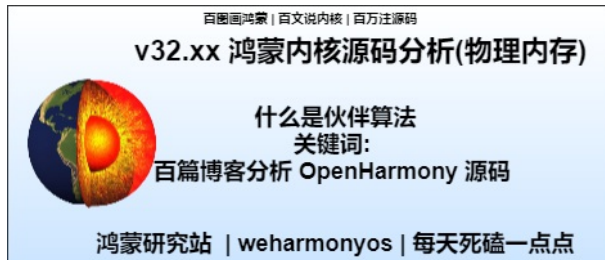 百图画鸿蒙 | 百文说内核 | 百万注源码
v32.xx 鸿蒙内核源码分析(物理内存)
什么是伙伴算法
关键词:
百篇博客分析 OpenHarmony 源码
鸿蒙研究站 | weharmonyos | 每天死磕一点点